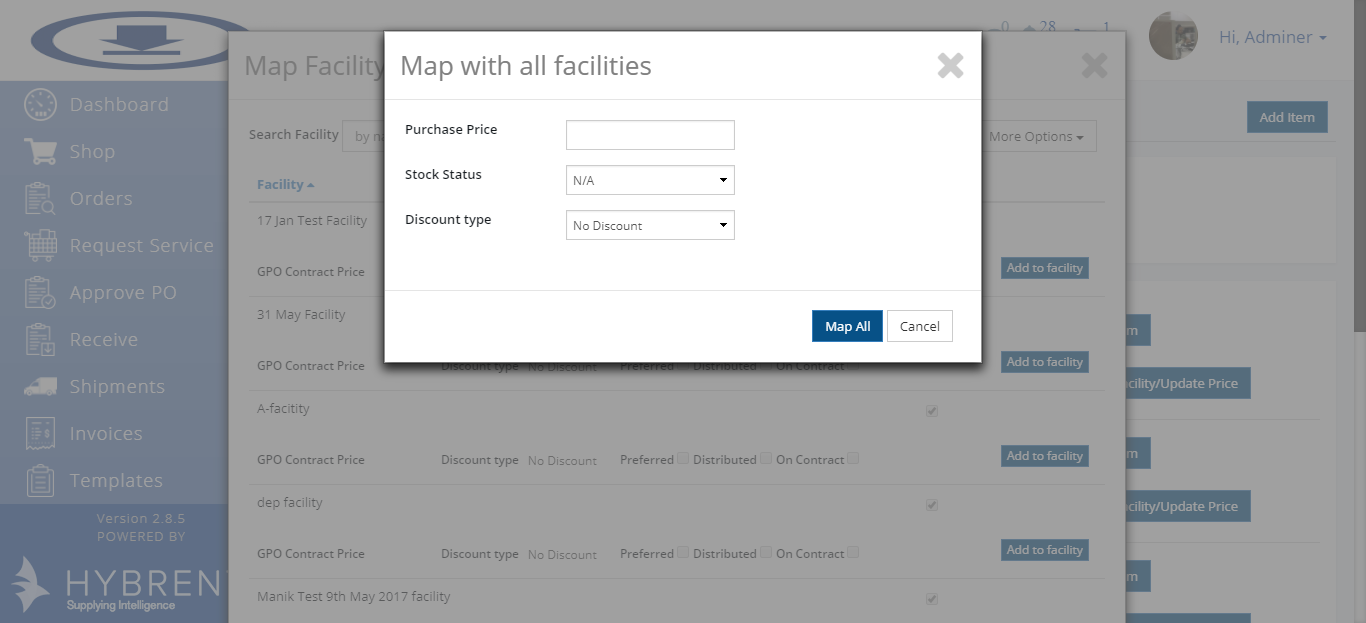 0 28 1
Hi, Adminer
Map Facility
Map with all facilities
Dashboard
Shop
Orders
Request Service
Approve PO
Receive
Shipments
Invoices
Templates
Version 2.8.5
POWERED BY
HYBREN
Supplying Intelligence
Add Item
Search Facility by na More Options
Purchase Price
Stock Status N/A
Discount type No Discount
Map All Cancel
Facility
17 Jan Test Facility
GPO Contract Price Add to facility
31 May Facility
GPO Contract Price Discount type No Discount Preferred Distributed On Contract Add to facility
A-facitity
GPO Contract Price Discount type No Discount Preferred Distributed On Contract Add to facility
dep facility
GPO Contract Price Discount type No Discount Preferred Distributed On Contract Add to facility
Manik Test 9th May 2017 facility
m
cility/Update Price
m
cility/Update Price
m